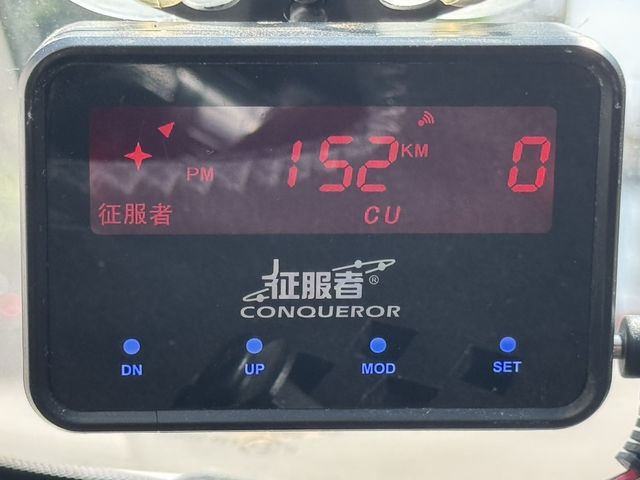 PM 152 KM 0
征服者 CU
征服者®
CONQUEROR
DN UP MOD SET